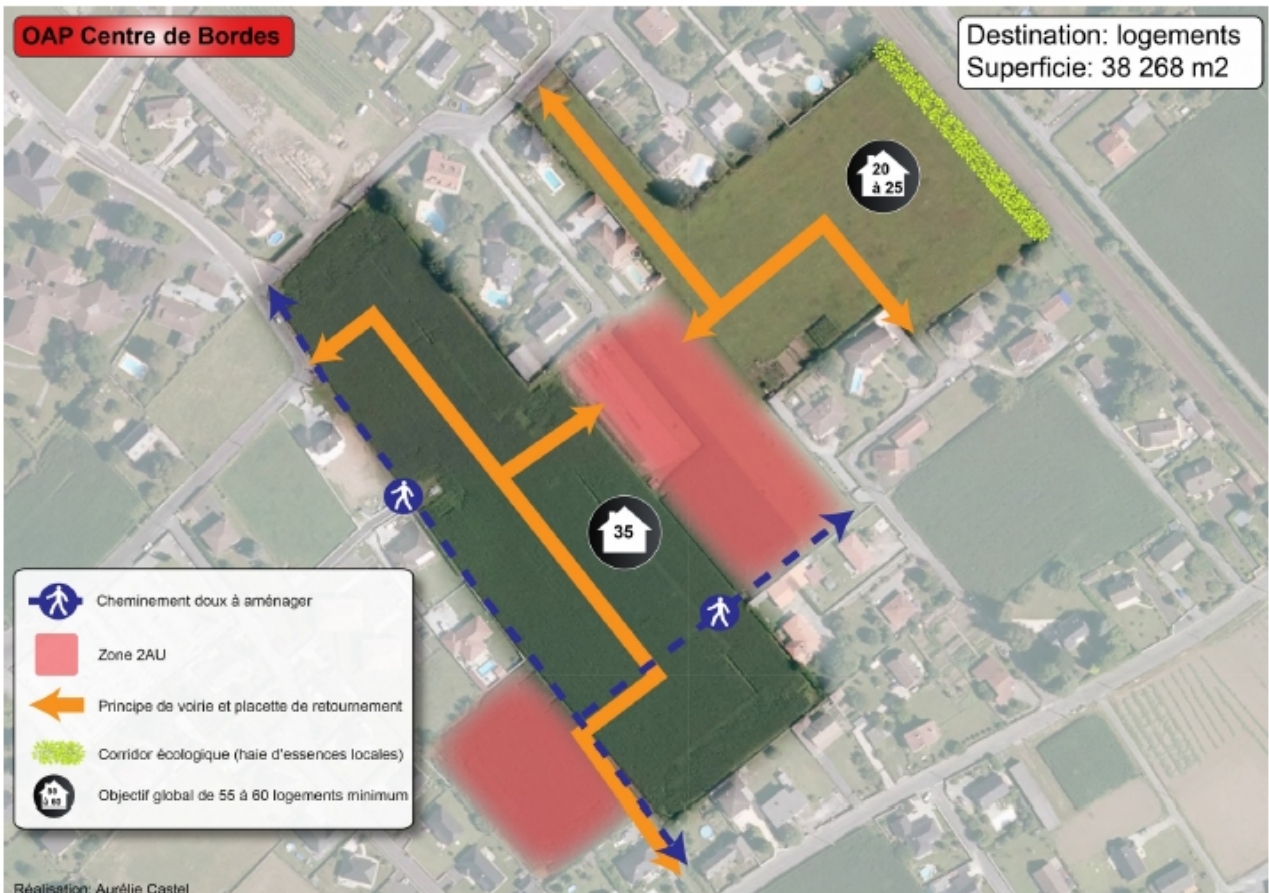 OAP Centre de Bordes
Destination: logements
Superficie: 38 268 m2
20
à 25
35
Cheminement doux à aménager
Zone 2AU
Principe de voirie et placette de retournement
Corridor écologique (haie d'essences locales)
Objectif global de 55 à 60 logements minimum
Réalisation: Aurélie Castel